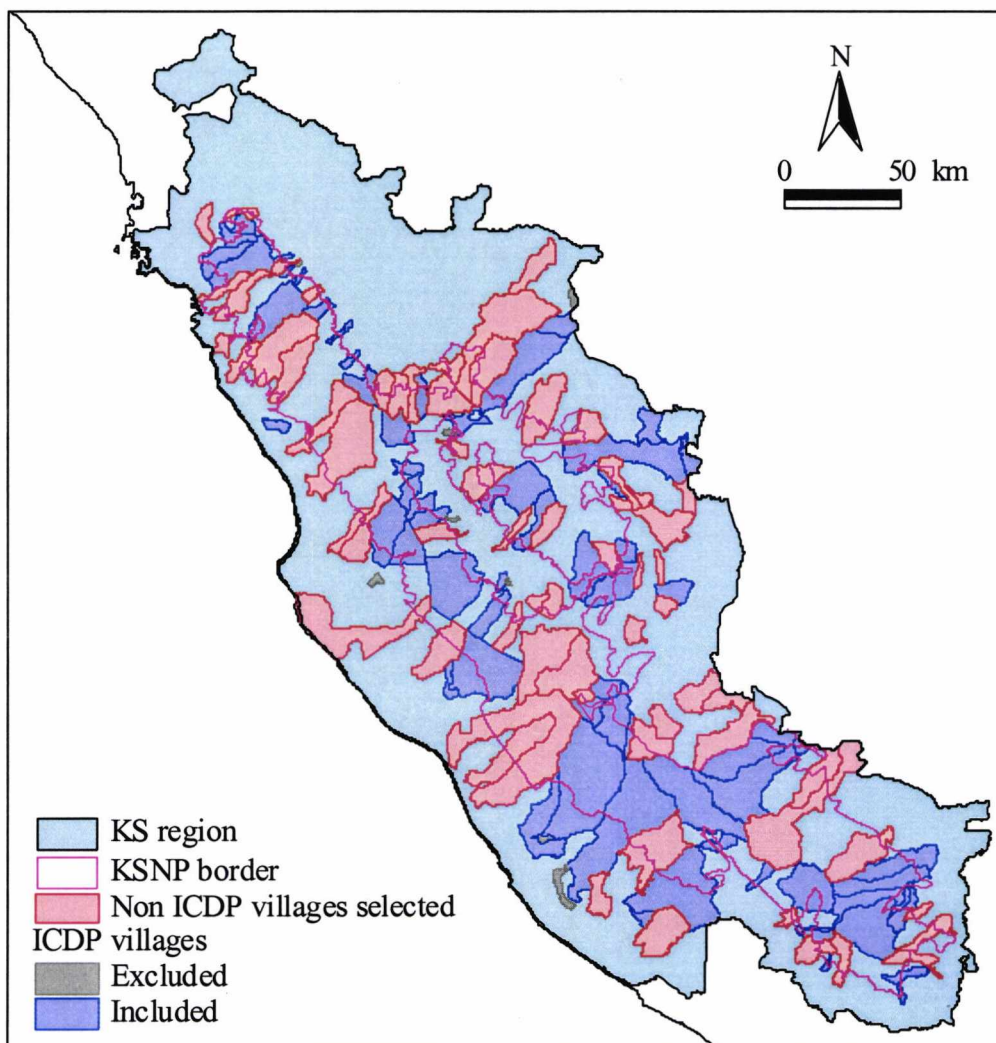 N
0 50 km
KS region
KSNP border
Non ICDP villages selected
ICDP villages
Excluded
Included